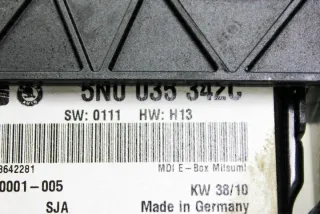 5N0 035 342C
SW: 0111 HW: H13
3642281
MDI E-Box Mitsumi
0001-005
KW 38/10
SJA
Made in Germany